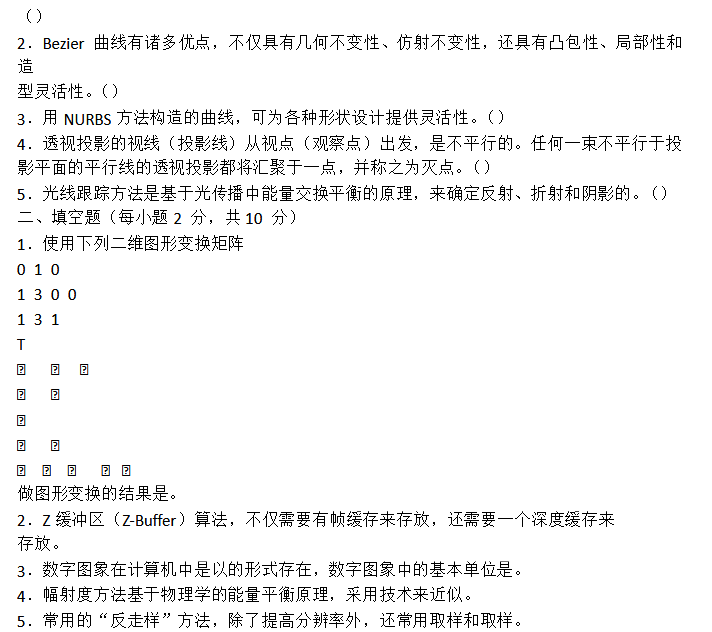 （）
2．Bezier 曲线有诸多优点，不仅具有几何不变性、仿射不变性，还具有凸包性、局部性和
造
型灵活性。（）
3．用 NURBS 方法构造的曲线，可为各种形状设计提供灵活性。（）
4．透视投影的视线（投影线）从视点（观察点）出发，是不平行的。任何一束不平行于投
影平面的平行线的透视投影都将汇聚于一点，并称之为灭点。（）
5．光线跟踪方法是基于光传播中能量交换平衡的原理，来确定反射、折射和阴影的。（）
二、填空题（每小题 2 分，共 10 分）
1．使用下列二维图形变换矩阵
0 1 0
1 3 0 0
1 3 1
T
做图形变换的结果是。
2．Z 缓冲区（Z-Buffer）算法，不仅需要有帧缓存来存放，还需要一个深度缓存来
存放。
3．数字图象在计算机中是以的形式存在，数字图象中的基本单位是。
4．幅射度方法基于物理学的能量平衡原理，采用技术来近似。
5．常用的“反走样”方法，除了提高分辨率外，还常用取样和取样。